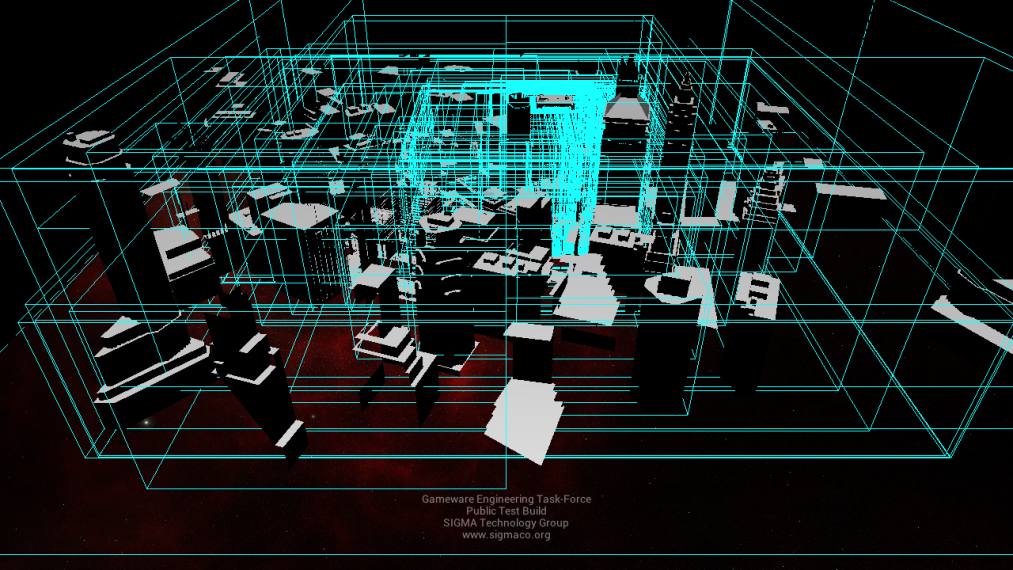 Gameware Engineering Task-Force
Public Test Build
SIGMA Technology Group
www.sigmaco.org